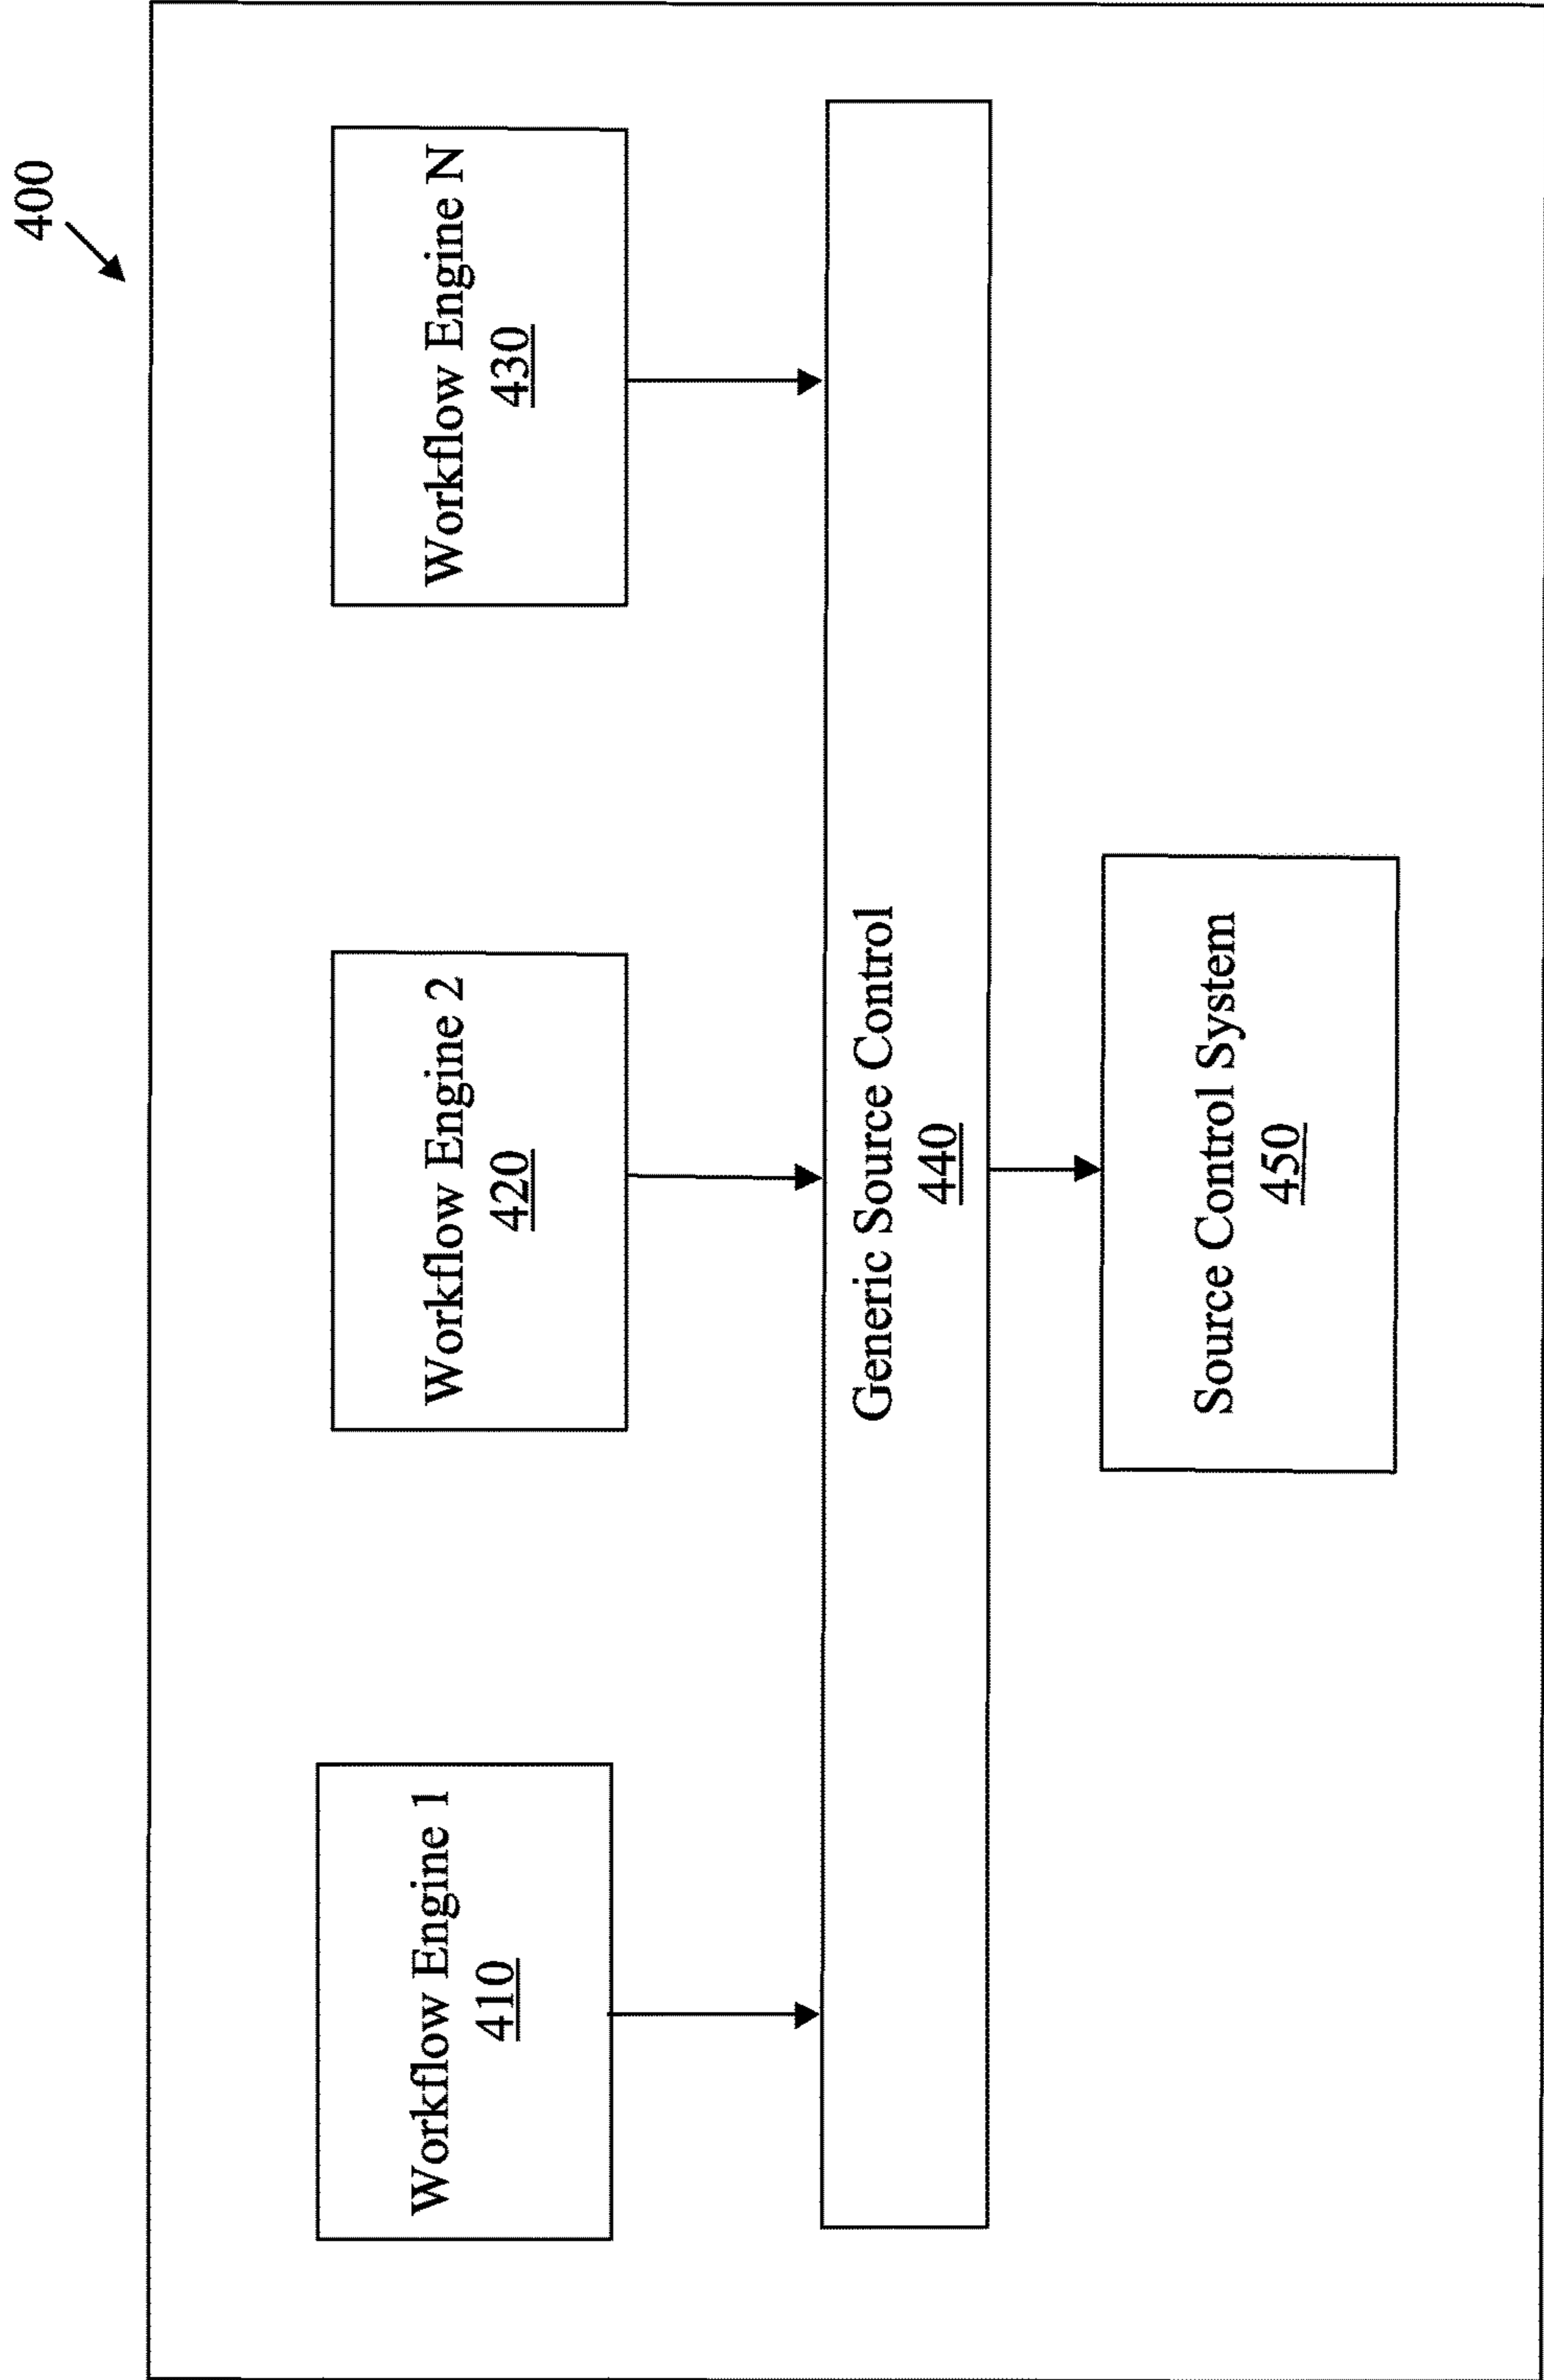 400
Workflow Engine 1
410
Workflow Engine 2
420
Workflow Engine N
430
Generic Source Control
440
Source Control System
450